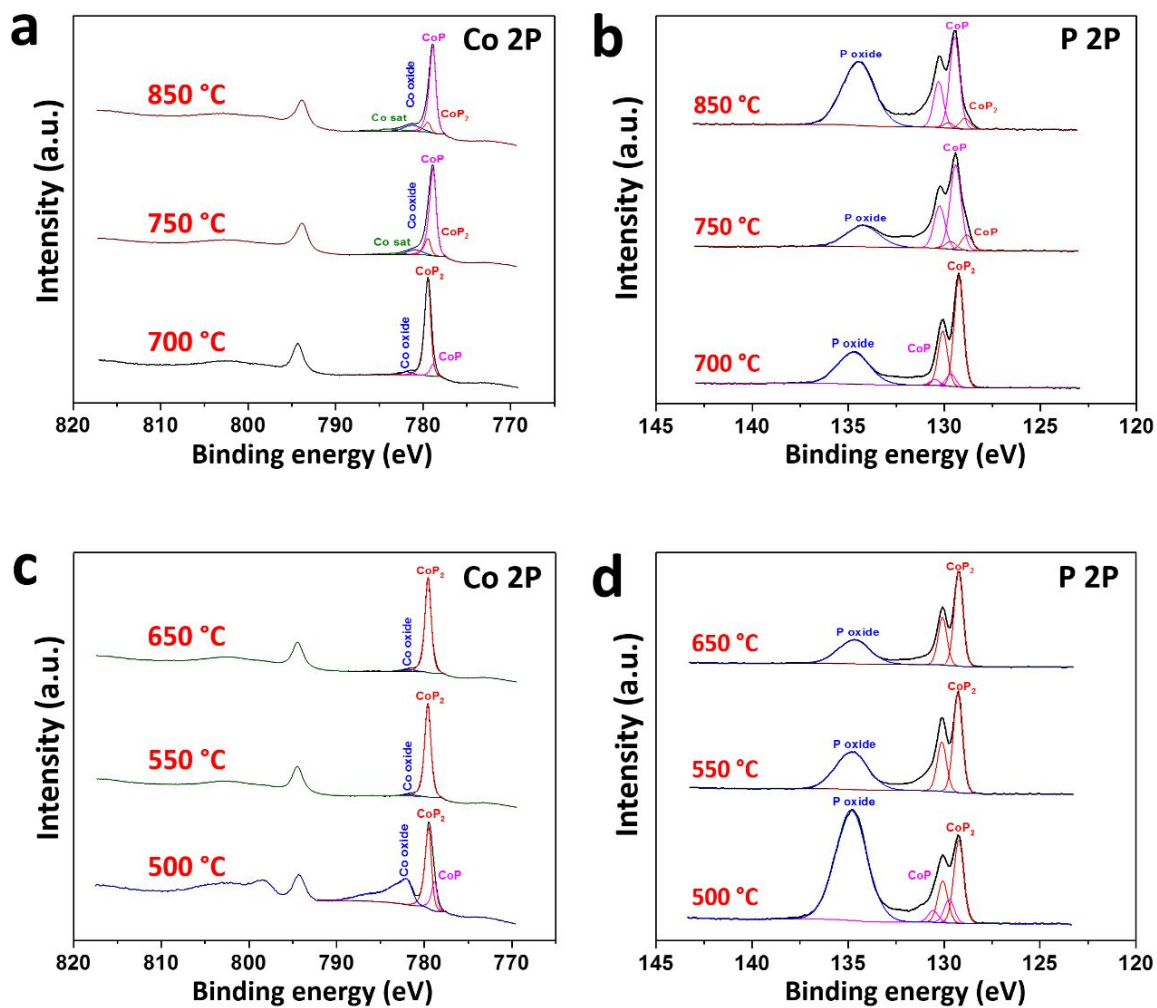 a
Co 2P
Intensity (a.u.)
850 °C
Co sat
Co oxide
CoP
CoP₂
750 °C
Co sat
Co oxide
CoP
CoP₂
700 °C
Co oxide
CoP₂
CoP
820 810 800 790 780 770
Binding energy (eV)
b
P 2P
Intensity (a.u.)
850 °C
P oxide
CoP
CoP₂
750 °C
P oxide
CoP
CoP
700 °C
P oxide
CoP
CoP₂
145 140 135 130 125 120
Binding energy (eV)
c
Co 2P
Intensity (a.u.)
650 °C
Co oxide
CoP₂
550 °C
Co oxide
CoP₂
500 °C
Co oxide
CoP₂
CoP
820 810 800 790 780 770
Binding energy (eV)
d
P 2P
Intensity (a.u.)
650 °C
P oxide
CoP₂
550 °C
P oxide
CoP₂
500 °C
P oxide
CoP
CoP₂
145 140 135 130 125 120
Binding energy (eV)